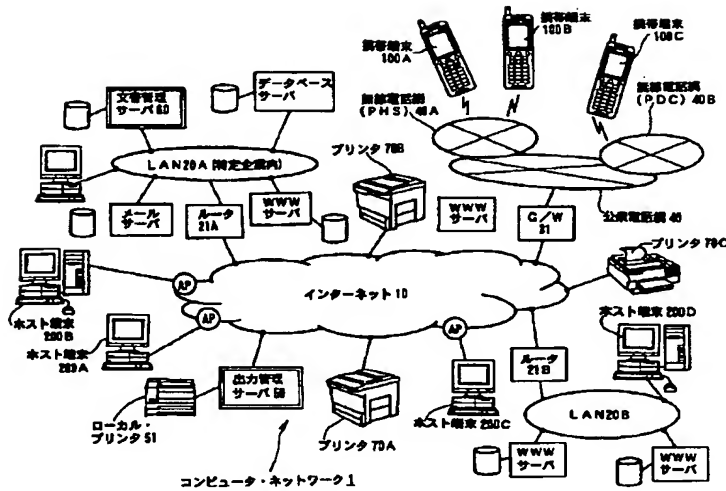 携帯端末
100A
携帯端末
100B
携帯端末
100C
文書管理
サーバ 60
データベース
サーバ
無線電話網
(PHS) 40A
無線電話網
(PDC) 40B
LAN20A (特定企業内)
プリンタ 70B
メールサーバ
ルータ
21A
WWW
サーバ
WWW
サーバ
G/W
31
公衆電話網 40
プリンタ 70C
AP
インターネット10
ホスト端末
200B
AP
AP
ホスト端末 200D
ホスト端末
200A
出力管理
サーバ 50
ルータ
21B
ローカル・
プリンタ 51
プリンタ 70A
ホスト端末 200C
LAN20B
WWW
サーバ
WWW
サーバ
コンピュータ・ネットワーク 1